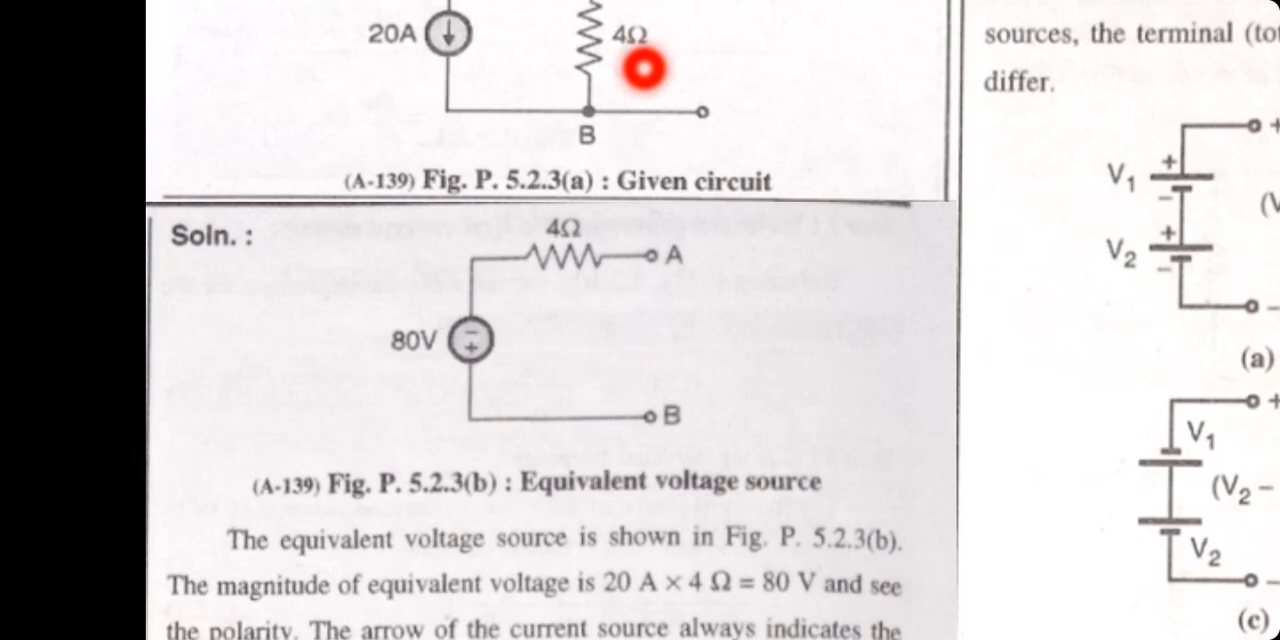 20A
4Ω
B
(A-139) Fig. P. 5.2.3(a) : Given circuit
Soln. :
4Ω
A
80V
B
(A-139) Fig. P. 5.2.3(b) : Equivalent voltage source
The equivalent voltage source is shown in Fig. P. 5.2.3(b).
The magnitude of equivalent voltage is 20 A × 4 Ω = 80 V and see
the polarity. The arrow of the current source always indicates the
sources, the terminal
differ.
+
V₁
+
−
V₂
+
−
−
(a)
+
V₁
(V₂ −
V₂
−
(c)